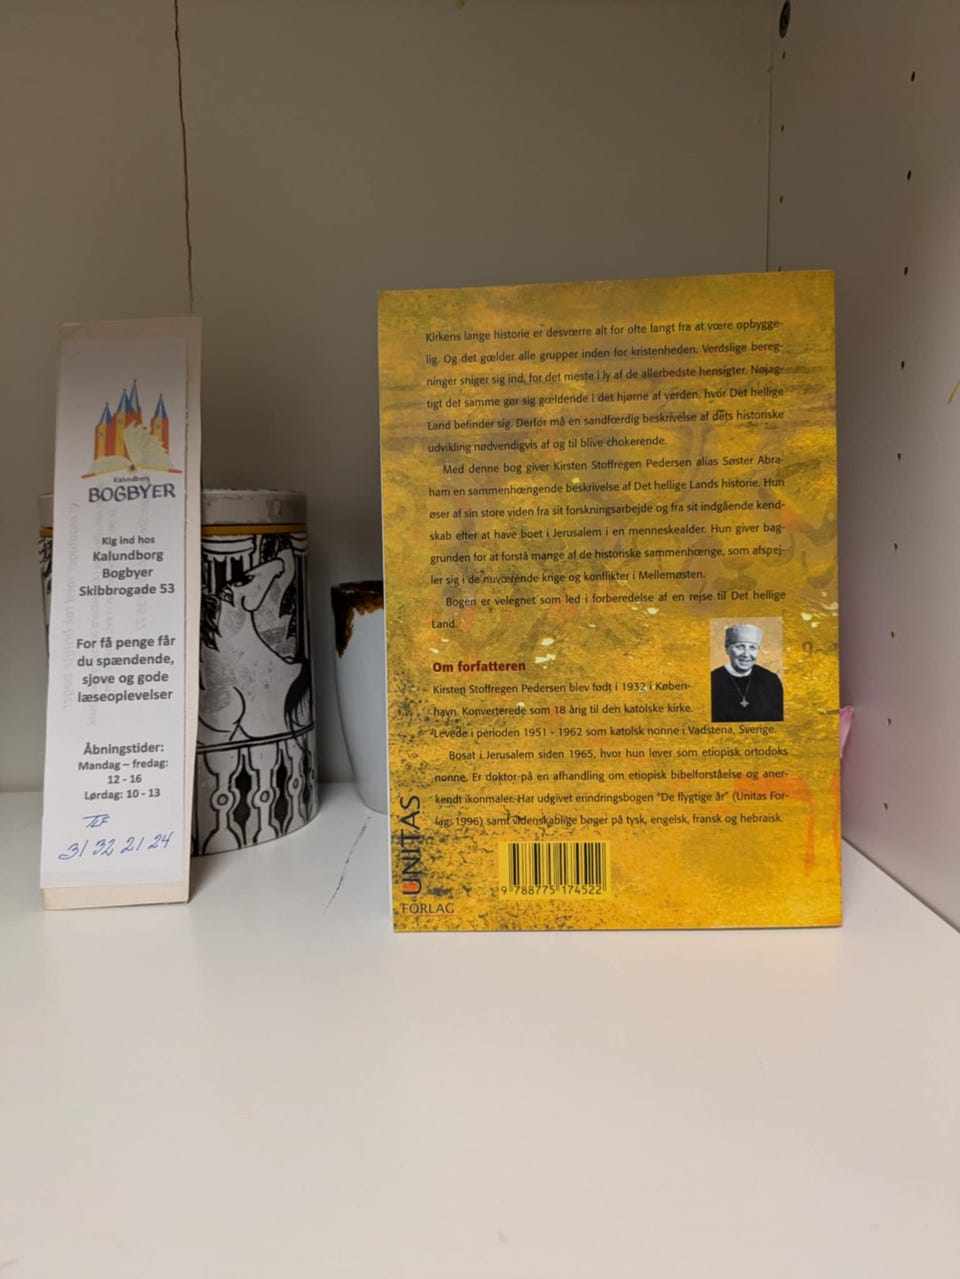 Kalundborg
BOGBYER
Kig ind hos
Kalundborg
Bogbyer
Skibbrogade 53
For få penge får
du spændende,
sjove og gode
læseoplevelser
Åbningstider:
Mandag – fredag:
12 - 16
Lørdag: 10 - 13
TLF
31 32 21 24
Kirkens lange historie er desværre alt for ofte langt fra at være opbygge-
lig. Og det gælder alle grupper inden for kristenheden. Verdslige bereg-
ninger sniger sig ind, for det meste i ly af de allerbedste hensigter. Nøjag-
tigt det samme gør sig gældende i det hjørne af verden, hvor Det hellige
Land befinder sig. Derfor må en sandfærdig beskrivelse af dets historiske
udvikling nødvendigvis af og til blive chokerende.
Med denne bog giver Kirsten Stoffregen Pedersen alias Søster Abra-
ham en sammenhængende beskrivelse af Det hellige Lands historie. Hun
øser af sin store viden fra sit forskningsarbejde og fra sit indgående kend-
skab efter at have boet i Jerusalem i en menneskealder. Hun giver bag-
grunden for at forstå mange af de historiske sammenhænge, som afspej-
ler sig i de nuværende krige og konflikter i Mellemøsten.
Bogen er velegnet som led i forberedelse af en rejse til Det hellige
Land.
Om forfatteren
Kirsten Stoffregen Pedersen blev født i 1932 i Køben-
havn. Konverterede som 18 årig til den katolske kirke.
Levede i perioden 1951 - 1962 som katolsk nonne i Vadstena, Sverige.
Bosat i Jerusalem siden 1965, hvor hun lever som etiopisk ortodoks
nonne. Er doktor på en afhandling om etiopisk bibelforståelse og aner-
kendt ikonmaler. Har udgivet erindringsbogen "De flygtige år" (Unitas For-
lag, 1996) samt videnskablige bøger på tysk, engelsk, fransk og hebraisk.
UNITAS
FORLAG
9 788775 174522